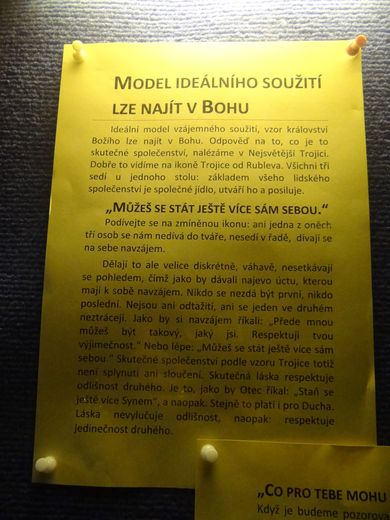 MODEL IDEÁLNÍHO SOUŽITÍ
LZE NAJÍT V BOHU
Ideální model vzájemného soužití, vzor království
Božího lze najít v Bohu. Odpověď na to, co je to
skutečné společenství, nalézáme v Nejsvětější Trojici.
Dobře to vidíme na ikoně Trojice od Rubleva. Všichni tři
sedí u jednoho stolu: základem všeho lidského
společenství je společné jídlo, utváří ho a posiluje.
„MŮŽEŠ SE STÁT JEŠTĚ VÍCE SÁM SEBOU.“
Podívejte se na zmíněnou ikonu: ani jedna z oněch
tří osob se nám nedívá do tváře, nesedí v řadě, dívají se
na sebe navzájem.
Dělají to ale velice diskrétně, váhavě, nesetkávají
se pohledem, čímž jako by dávali najevo úctu, kterou
mají k sobě navzájem. Nikdo se nezdá být první, nikdo
poslední. Nejsou ani odtažití, ani se jeden ve druhém
neztrácejí. Jako by si navzájem říkali: „Přede mnou
můžeš být takový, jaký jsi. Respektuji tvou
výjimečnost.“ Nebo lépe: „Můžeš se stát ještě více sám
sebou.“ Skutečné společenství podle vzoru Trojice totiž
není splynutí ani sloučení. Skutečná láska respektuje
odlišnost druhého. Je to, jako by Otec říkal: „Staň se
ještě více Synem“, a naopak. Stejně to platí i pro Ducha.
Láska nevylučuje odlišnost, naopak: respektuje
jedinečnost druhého.
„CO PRO TEBE MOHU
Když je budeme pozorova